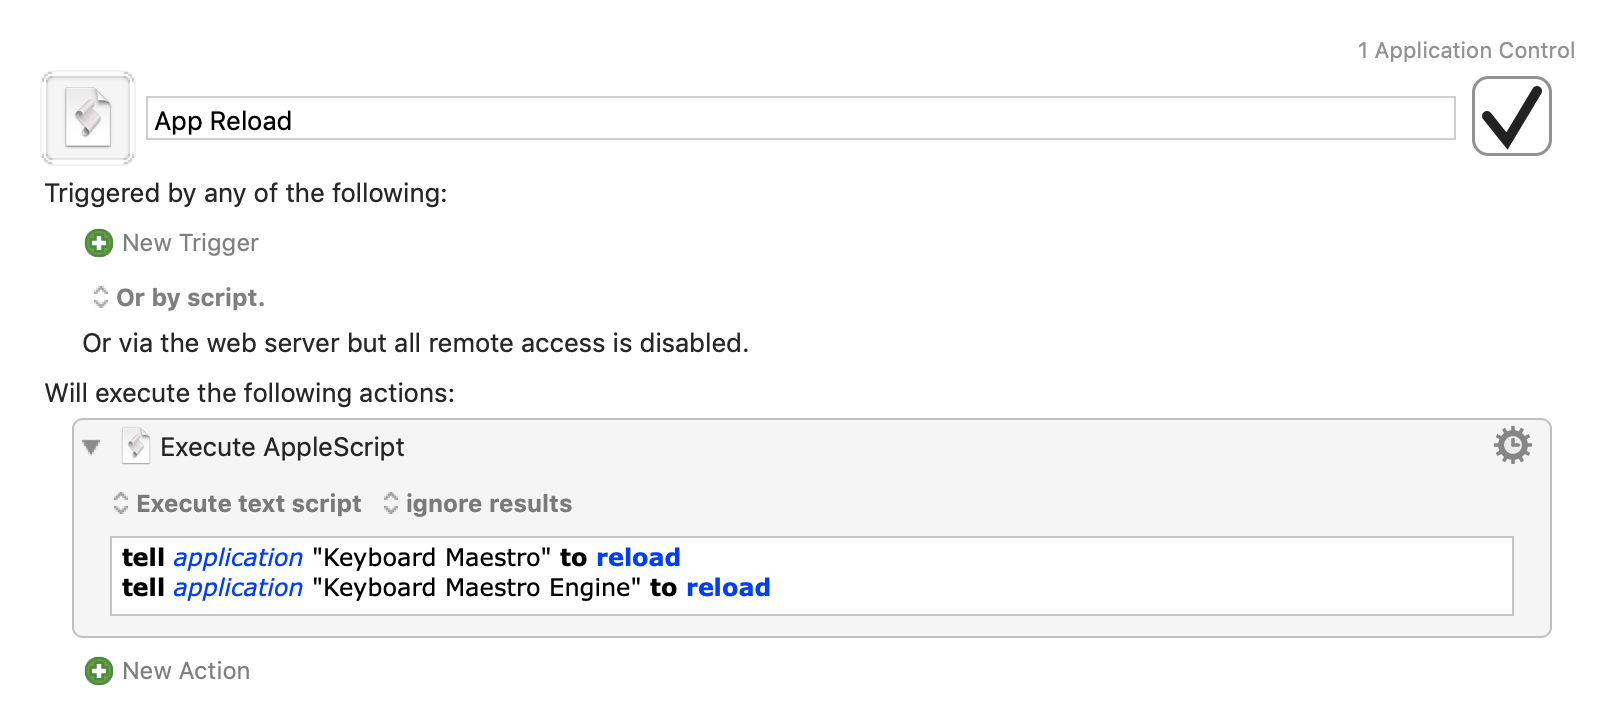 1 Application Control
App Reload
Triggered by any of the following:
New Trigger
Or by script.
Or via the web server but all remote access is disabled.
Will execute the following actions:
Execute AppleScript
Execute text script ignore results
tell application "Keyboard Maestro" to reload
tell application "Keyboard Maestro Engine" to reload
New Action